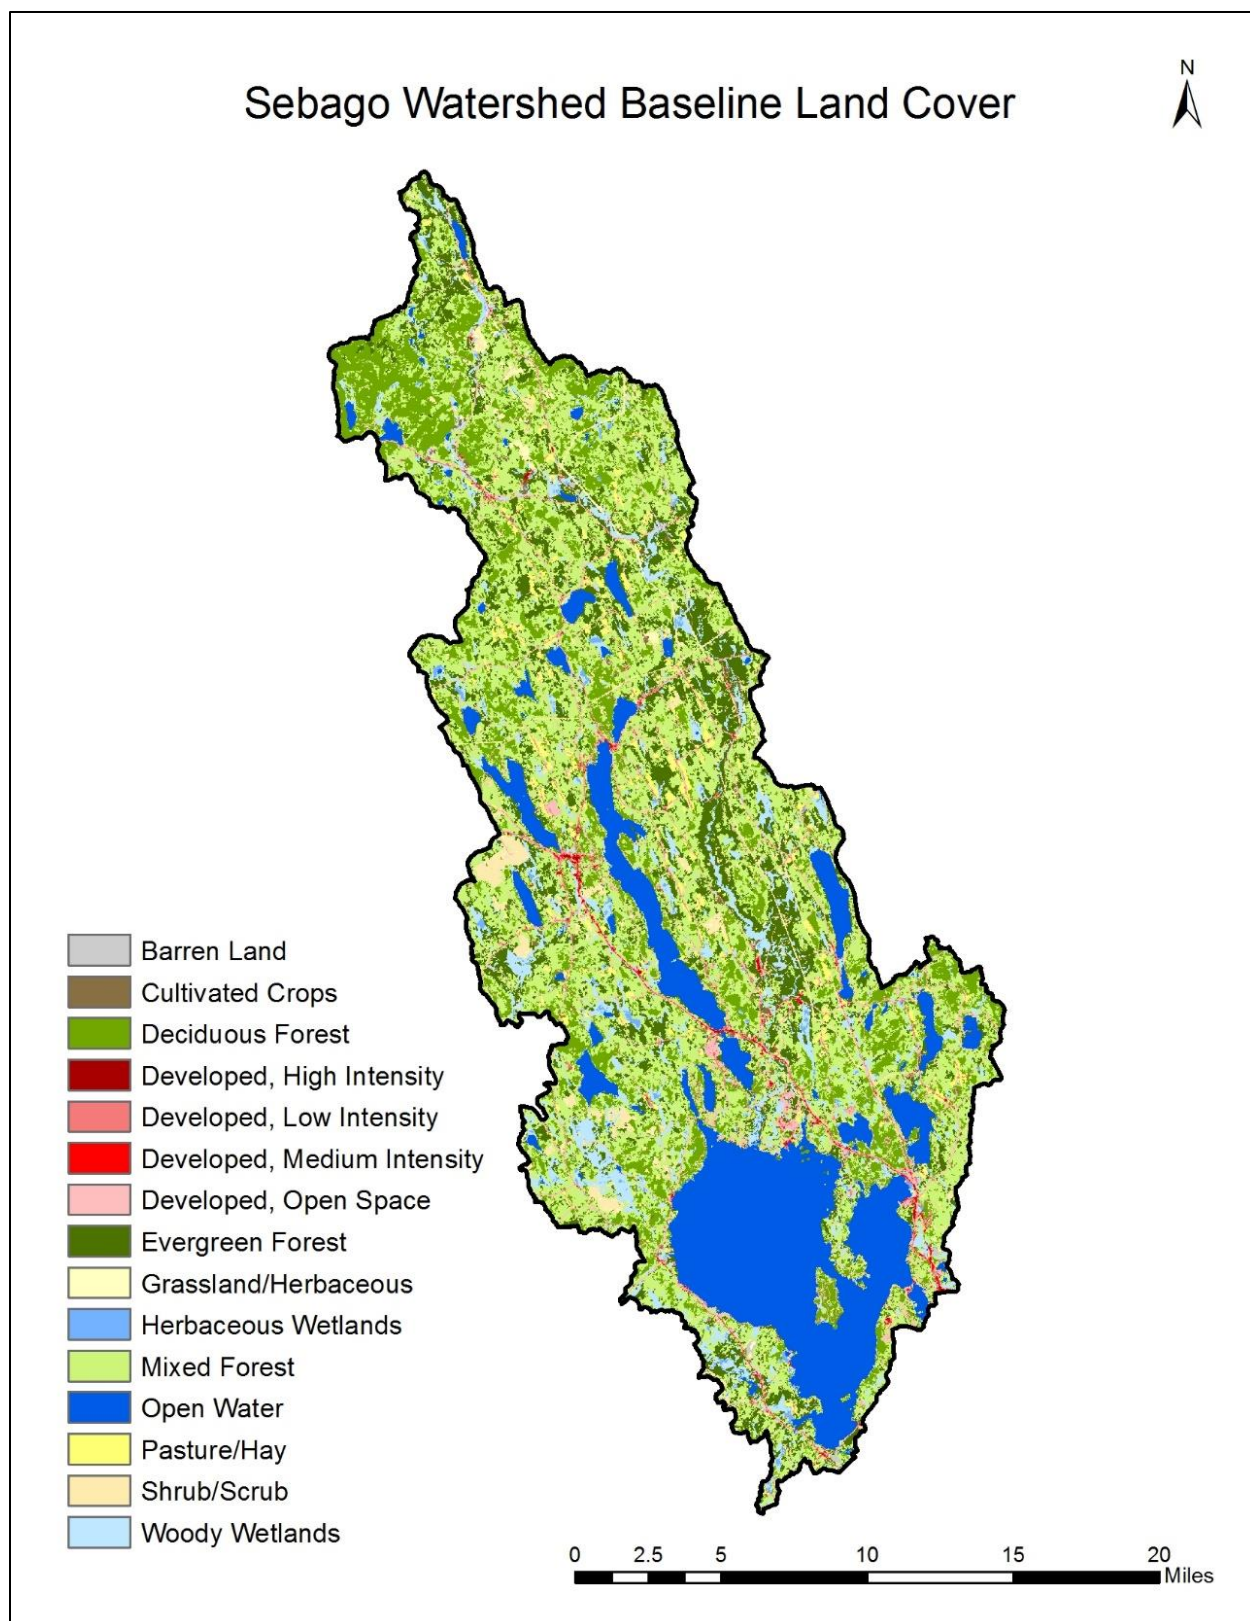 N
Sebago Watershed Baseline Land Cover
Barren Land
Cultivated Crops
Deciduous Forest
Developed, High Intensity
Developed, Low Intensity
Developed, Medium Intensity
Developed, Open Space
Evergreen Forest
Grassland/Herbaceous
Herbaceous Wetlands
Mixed Forest
Open Water
Pasture/Hay
Shrub/Scrub
Woody Wetlands
0 2.5 5 10 15 20
Miles